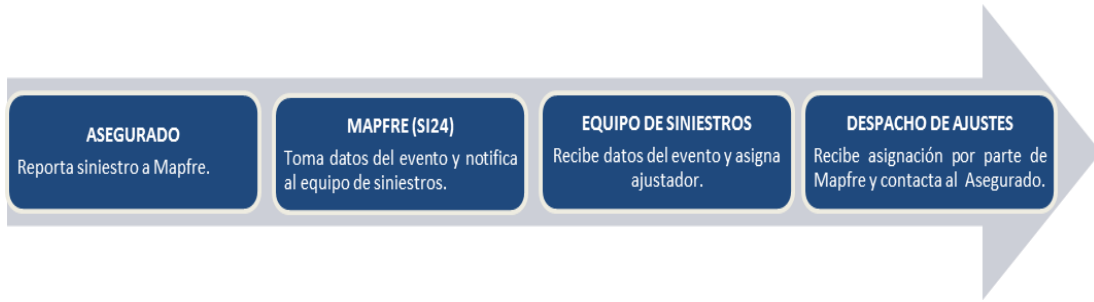 ASEGURADO
Reporta siniestro a Mapfre.
MAPFRE (SI24)
Toma datos del evento y notifica
al equipo de siniestros.
EQUIPO DE SINIESTROS
Recibe datos del evento y asigna
ajustador.
DESPACHO DE AJUSTES
Recibe asignación por parte de
Mapfre y contacta al Asegurado.